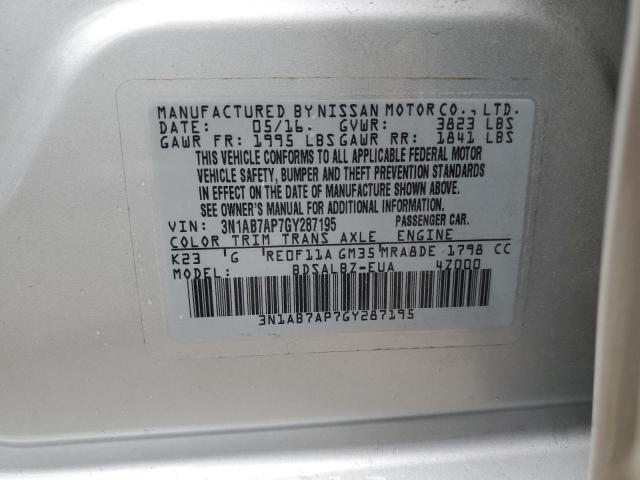 MANUFACTURED BY NISSAN MOTOR CO., LTD.
DATE: 05/16. GVWR: 3823 LBS
GAWR FR: 1995 LBS GAWR RR: 1841 LBS
THIS VEHICLE CONFORMS TO ALL APPLICABLE FEDERAL MOTOR
VEHICLE SAFETY, BUMPER AND THEFT PREVENTION STANDARDS
IN EFFECT ON THE DATE OF MANUFACTURE SHOWN ABOVE.
SEE OWNER'S MANUAL FOR ADDITIONAL INFORMATION.
VIN: 3N1AB7AP7GY287195 PASSENGER CAR.
COLOR TRIM TRANS AXLE ENGINE
K23 G RE0F11A GM35 MRA8DE 1798 CC
MODEL: BDSALBZ-EUA 4Z000
3N1AB7AP7GY287195